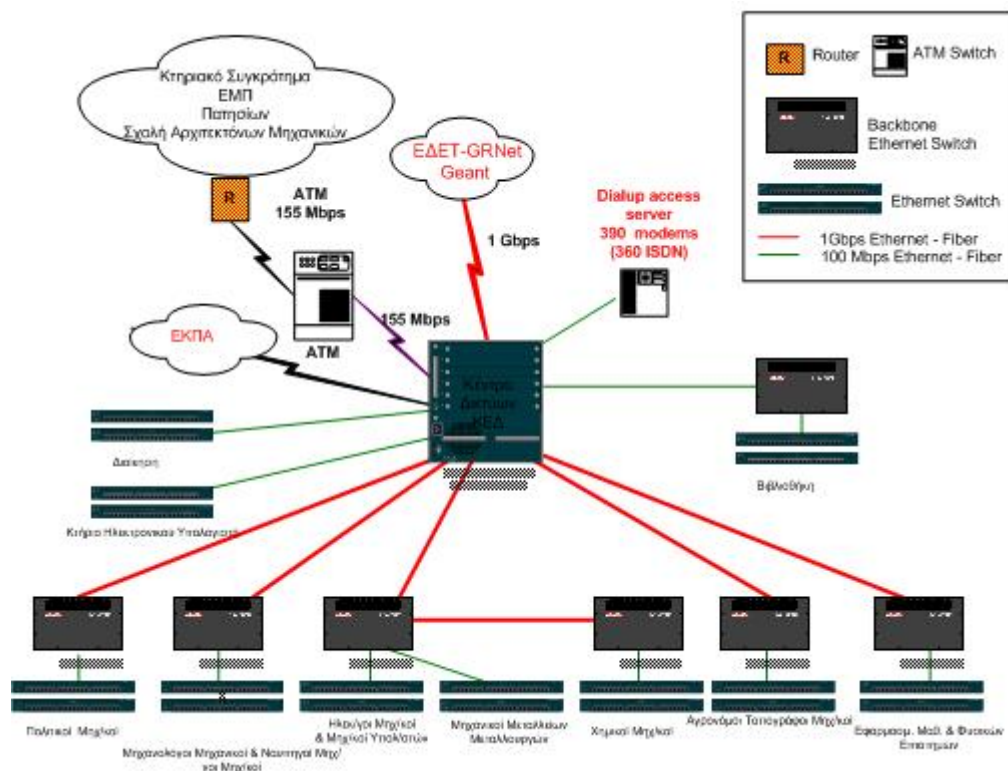 Κτηριακό Συγκρότημα
ΕΜΠ
Πατησίων
Σχολή Αρχιτεκτόνων Μηχανικών
R
ATM
155 Mbps
ΕΔΕΤ-GRNet
Geant
1 Gbps
Dialup access
server
390 modems
(360 ISDN)
R
Router
ATM Switch
Backbone
Ethernet Switch
Ethernet Switch
1Gbps Ethernet - Fiber
100 Mbps Ethernet - Fiber
ΕΚΠΑ
ATM
155 Mbps
Κέντρο
Δικτύων
ΚΕΔ
Διοίκηση
Κτήριο Ηλεκτρονικού Υπολογιστή
Βιβλιοθήκη
Πολιτικοί Μηχ/κοί
Μηχανολόγοι Μηχανικοί & Ναυπηγοί Μηχ/
κοί Μηχ/κοί
Ηλκο/γοι Μηχ/κοί
& Μηχ/κοί Υπολ/στών
Μηχανικοί Μεταλλείων
Μεταλλουργών
Χημικοί Μηχ/κοί
Αγρονόμοι Τοπογράφοι Μηχ/κοί
Εφαρμοσμ. Μαθ. & Φυσικών
Επιστημών